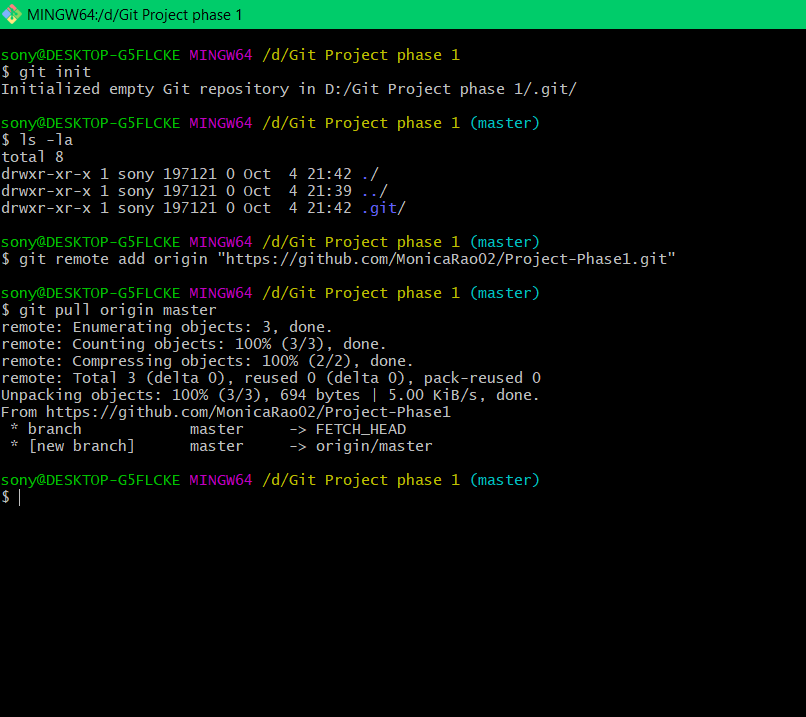 MINGW64:/d/Git Project phase 1
sony@DESKTOP-G5FLCKE MINGW64 /d/Git Project phase 1
$ git init
Initialized empty Git repository in D:/Git Project phase 1/.git/
sony@DESKTOP-G5FLCKE MINGW64 /d/Git Project phase 1 (master)
$ ls -la
total 8
drwxr-xr-x 1 sony 197121 0 Oct  4 21:42 ./
drwxr-xr-x 1 sony 197121 0 Oct  4 21:39 ../
drwxr-xr-x 1 sony 197121 0 Oct  4 21:42 .git/
sony@DESKTOP-G5FLCKE MINGW64 /d/Git Project phase 1 (master)
$ git remote add origin "https://github.com/MonicaRao02/Project-Phase1.git"
sony@DESKTOP-G5FLCKE MINGW64 /d/Git Project phase 1 (master)
$ git pull origin master
remote: Enumerating objects: 3, done.
remote: Counting objects: 100% (3/3), done.
remote: Compressing objects: 100% (2/2), done.
remote: Total 3 (delta 0), reused 0 (delta 0), pack-reused 0
Unpacking objects: 100% (3/3), 694 bytes | 5.00 KiB/s, done.
From https://github.com/MonicaRao02/Project-Phase1
 * branch            master     -> FETCH_HEAD
 * [new branch]      master     -> origin/master
sony@DESKTOP-G5FLCKE MINGW64 /d/Git Project phase 1 (master)
$